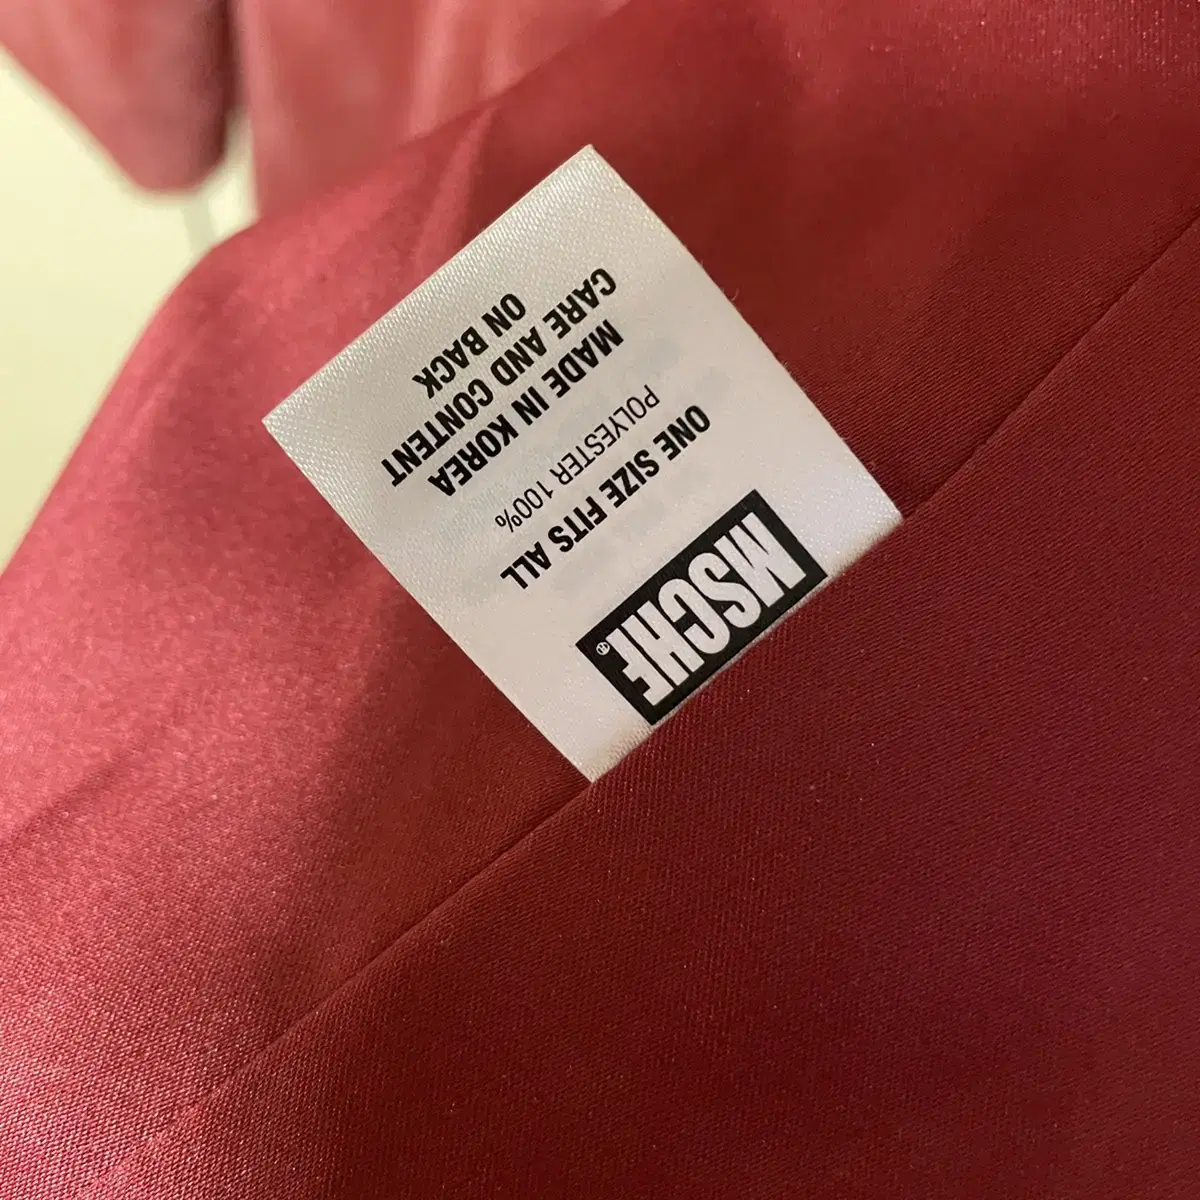 MSCHF®
ONE SIZE FITS ALL
POLYESTER 100%
MADE IN KOREA
CARE AND CONTENT
ON BACK